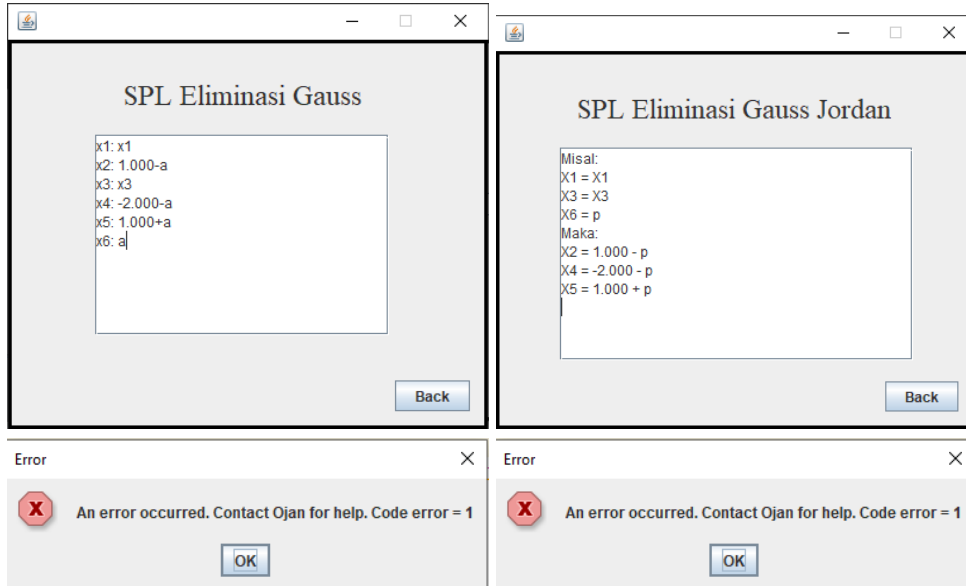 SPL Eliminasi Gauss
x1: x1
x2: 1.000-a
x3: x3
x4: -2.000-a
x5: 1.000+a
x6: a
Back
SPL Eliminasi Gauss Jordan
Misal:
X1 = X1
X3 = X3
X6 = p
Maka:
X2 = 1.000 - p
X4 = -2.000 - p
X5 = 1.000 + p
Back
Error
An error occurred. Contact Ojan for help. Code error = 1
OK
Error
An error occurred. Contact Ojan for help. Code error = 1
OK